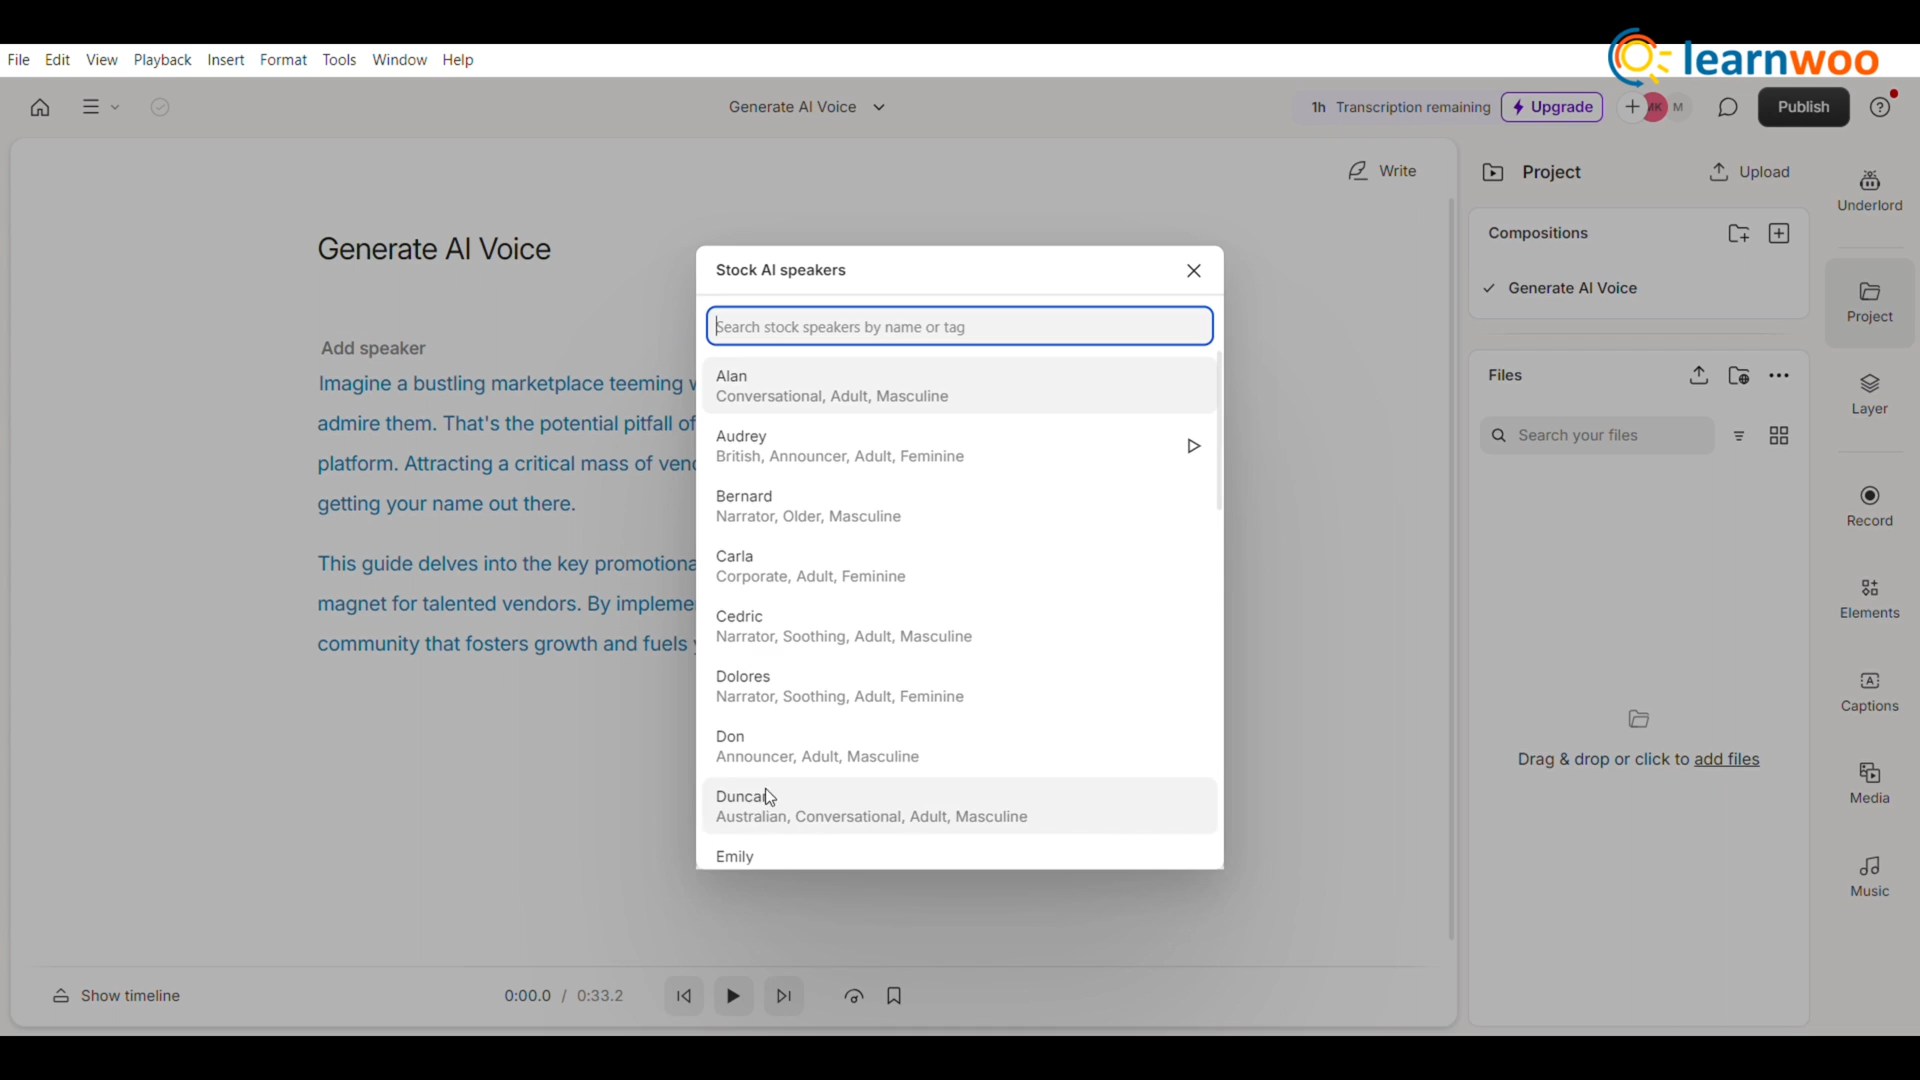 learnwoo
File Edit View Playback Insert Format Tools Window Help
Generate AI Voice
1h Transcription remaining
Upgrade
MK
M
Publish
Write
Project
Upload
Underlord
Generate AI Voice
Stock AI speakers
Compositions
Generate AI Voice
Project
Search stock speakers by name or tag
Add speaker
Imagine a bustling marketplace teeming
admire them. That's the potential pitfall of
platform. Attracting a critical mass of
getting your name out there.
This guide delves into the key
magnet for talented vendors. By
community that fosters growth and fuels
Alan
Conversational, Adult, Masculine
Audrey
British, Announcer, Adult, Feminine
Bernard
Narrator, Older, Masculine
Carla
Corporate, Adult, Feminine
Cedric
Narrator, Soothing, Adult, Masculine
Dolores
Narrator, Soothing, Adult, Feminine
Don
Announcer, Adult, Masculine
Duncan
Australian, Conversational, Adult, Masculine
Emily
Files
Search your files
Drag & drop or click to add files
Layer
Record
Elements
Captions
Media
Music
Show timeline
0:00.0 / 0:33.2